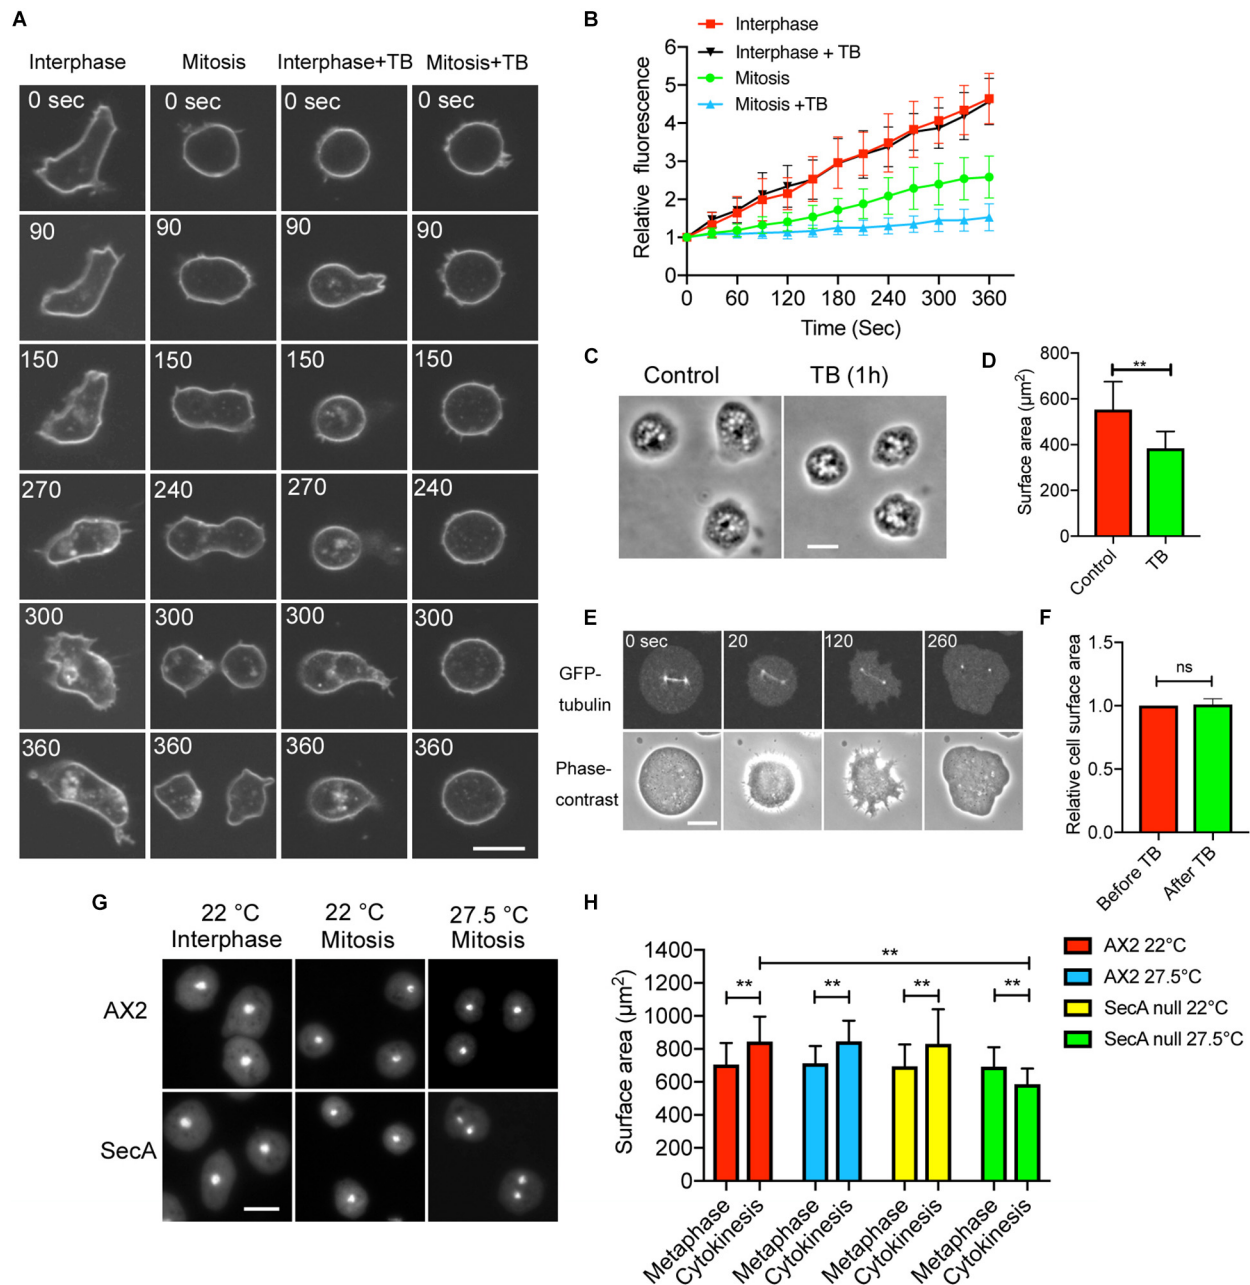 A
Interphase Mitosis Interphase+TB Mitosis+TB
0 sec 0 sec 0 sec 0 sec
90 90 90 90
150 150 150 150
270 240 270 240
300 300 300 300
360 360 360 360
B
Interphase
Interphase + TB
Mitosis
Mitosis +TB
Relative fluorescence
6
5
4
3
2
1
0
0 60 120 180 240 300 360
Time (Sec)
C
Control TB (1h)
D
Surface area (µm²)
800
600
400
200
0
**
Control TB
E
0 sec 20 120 260
GFP-
tubulin
Phase-
contrast
F
Relative cell surface area
1.5
1.0
0.5
0.0
ns
Before TB After TB
G
22 °C 22 °C 27.5 °C
Interphase Mitosis Mitosis
AX2
SecA
H
Surface area (µm²)
1400
1200
1000
800
600
400
200
0
**
** ** ** **
Metaphase Cytokinesis Metaphase Cytokinesis Metaphase Cytokinesis Metaphase Cytokinesis
AX2 22°C
AX2 27.5°C
SecA null 22°C
SecA null 27.5°C